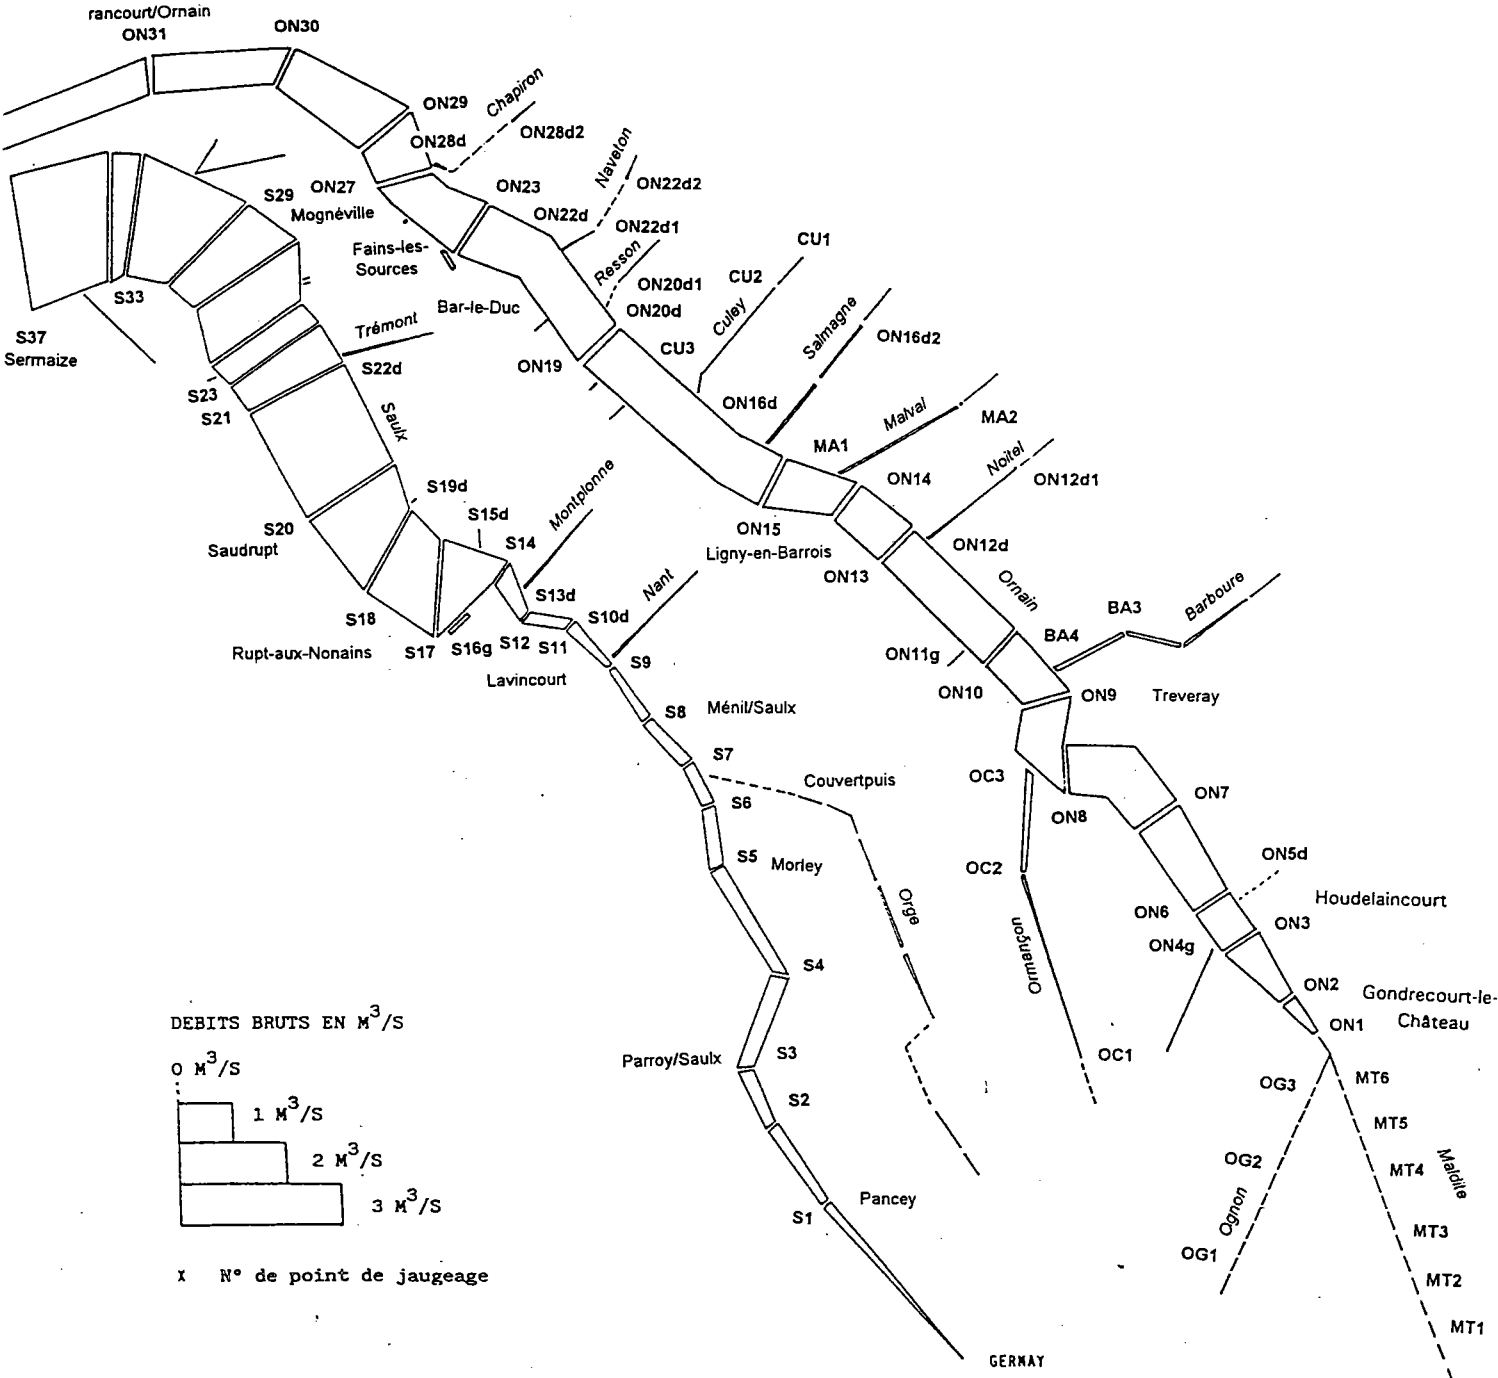 rancourt/Ornain
ON31
ON30
ON29
Chapiron
ON28d
ON28d2
Naveton
ON22d2
ON27
Mognéville
ON23
ON22d
ON22d1
S29
Fains-les-
Sources
Resson
ON20d1
ON20d
CU1
CU2
Culey
CU3
Bar-le-Duc
ON19
Salmagne
ON16d2
ON16d
S33
S37
Sermaize
Trémont
S22d
S23
S21
Saulx
MA1
Malval
MA2
ON14
Noitel
ON12d1
ON12d
ON15
Ligny-en-Barrois
ON13
S19d
S15d
Montplonne
S14
S20
Saudrupt
S13d
S10d
Nant
S18
Rupt-aux-Nonains
S17
S16g
S12
S11
Lavincourt
S9
Ornain
BA3
Barboure
BA4
ON11g
ON10
ON9
Treveray
S8
Ménil/Saulx
S7
Couvertpuis
S6
OC3
ON8
ON7
S5
Morley
OC2
Orge
Ormançon
ON5d
Houdelaincourt
ON6
ON3
ON4g
S4
ON2
Gondrecourt-le-
Château
ON1
DEBITS BRUTS EN M3/S
0 M3/S
1 M3/S
2 M3/S
3 M3/S
x N° de point de jaugeage
Parroy/Saulx
S3
S2
OC1
OG3
MT6
MT5
OG2
MT4
Maldite
Ognon
S1
Pancey
OG1
MT3
MT2
MT1
GERMAY